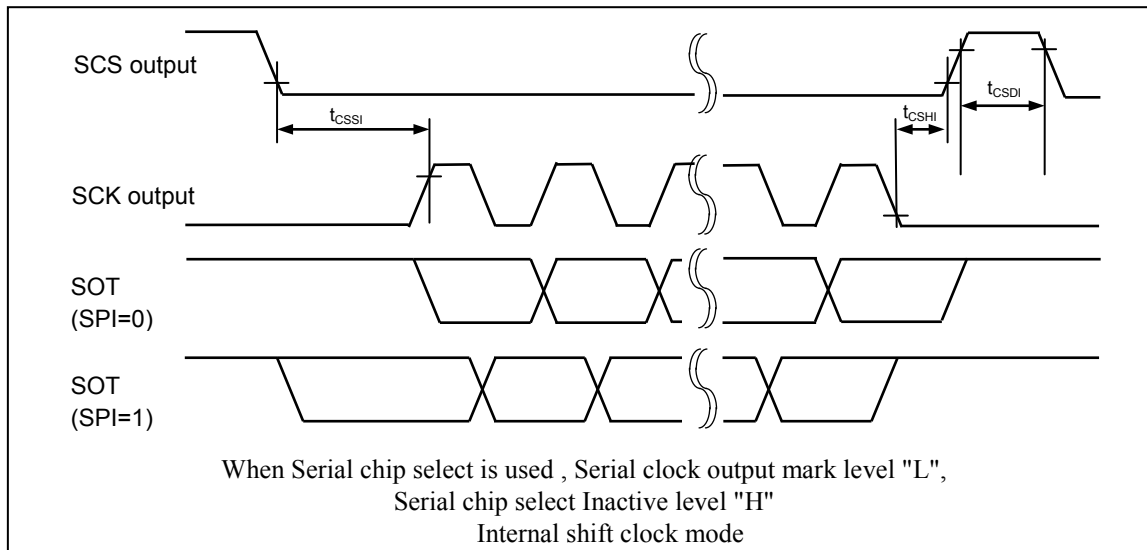 SCS output
tCSSI
tCSHI
tCSDI
SCK output
SOT
(SPI=0)
SOT
(SPI=1)
When Serial chip select is used , Serial clock output mark level "L",
Serial chip select Inactive level "H"
Internal shift clock mode